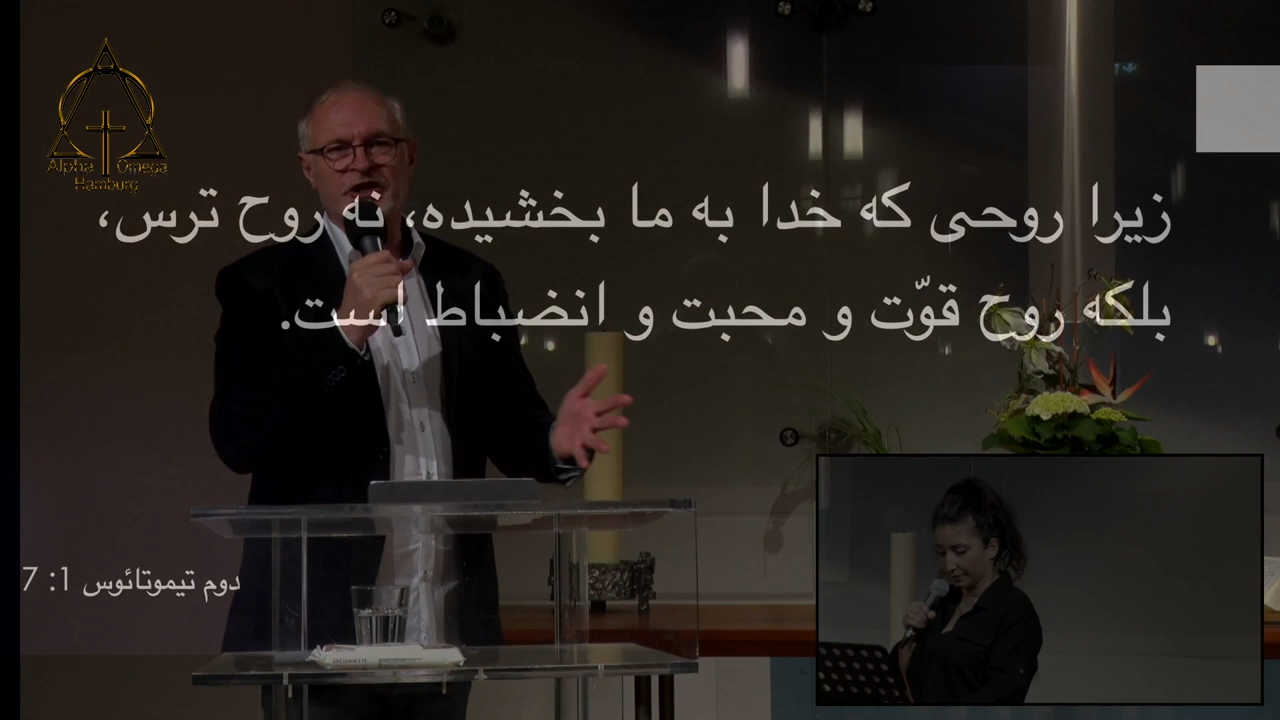 Alpha Omega
Hamburg
زیرا روحی که خدا به ما بخشیده، نه روح ترس،
بلکه روح قوّت و محبت و انضباط است.
دوم تیموتائوس 1: 7